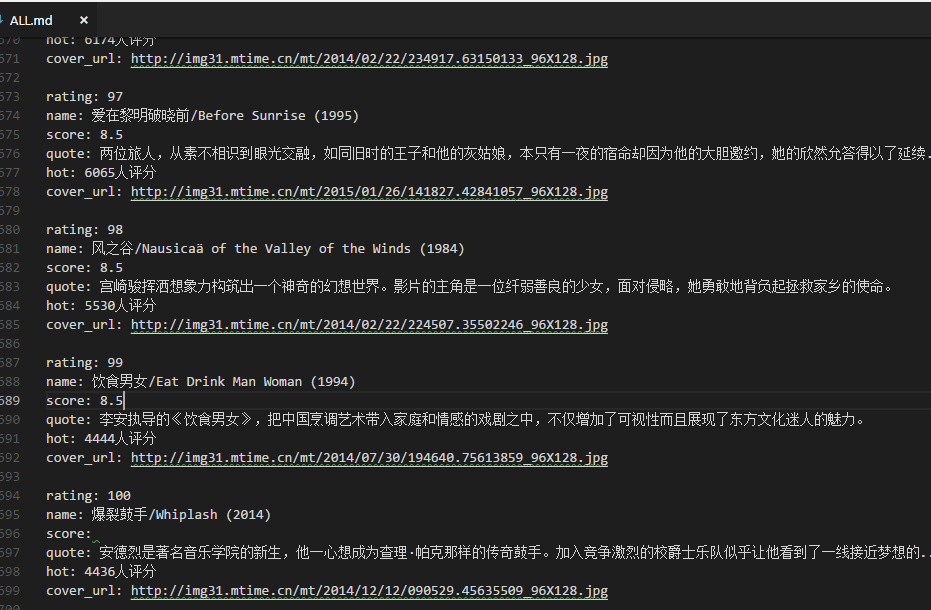 ALL.md ×
670 hot: 6174人评分
671 cover_url: http://img31.mtime.cn/mt/2014/02/22/234917.63150133_96X128.jpg
672
673 rating: 97
674 name: 爱在黎明破晓前/Before Sunrise (1995)
675 score: 8.5
676 quote: 两位旅人，从素不相识到眼光交融，如同旧时的王子和他的灰姑娘，本只有一夜的宿命却因为他的大胆邀约，她的欣然允答得以了延续.
677 hot: 6065人评分
678 cover_url: http://img31.mtime.cn/mt/2015/01/26/141827.42841057_96X128.jpg
679
680 rating: 98
681 name: 风之谷/Nausicaä of the Valley of the Winds (1984)
682 score: 8.5
683 quote: 宫崎骏挥洒想象力构筑出一个神奇的幻想世界。影片的主角是一位纤弱善良的少女，面对侵略，她勇敢地背负起拯救家乡的使命。
684 hot: 5530人评分
685 cover_url: http://img31.mtime.cn/mt/2014/02/22/224507.35502246_96X128.jpg
686
687 rating: 99
688 name: 饮食男女/Eat Drink Man Woman (1994)
689 score: 8.5
690 quote: 李安执导的《饮食男女》，把中国烹调艺术带入家庭和情感的戏剧之中，不仅增加了可视性而且展现了东方文化迷人的魅力。
691 hot: 4444人评分
692 cover_url: http://img31.mtime.cn/mt/2014/07/30/194640.75613859_96X128.jpg
693
694 rating: 100
695 name: 爆裂鼓手/Whiplash (2014)
696 score:
697 quote: 安德烈是著名音乐学院的新生，他一心想成为查理·帕克那样的传奇鼓手。加入竞争激烈的校爵士乐队似乎让他看到了一线接近梦想的..
698 hot: 4436人评分
699 cover_url: http://img31.mtime.cn/mt/2014/12/12/090529.45635509_96X128.jpg
700